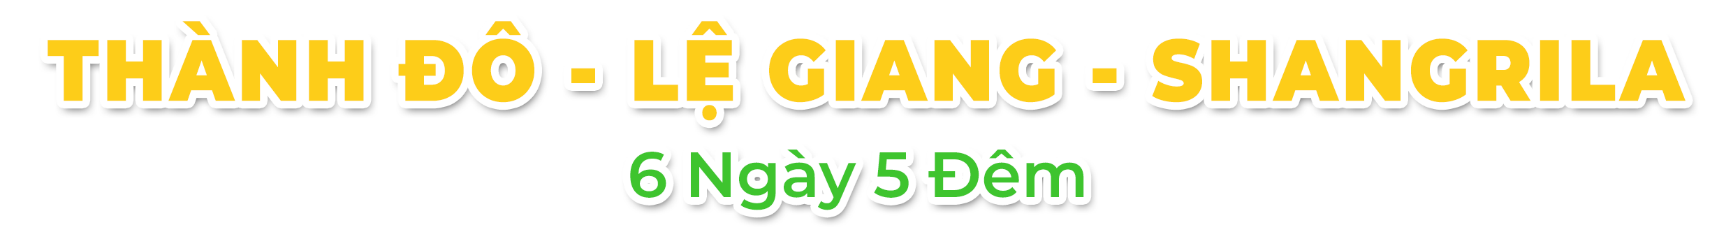 THÀNH ĐÔ - LỆ GIANG - SHANGRILA
6 Ngày 5 Đêm